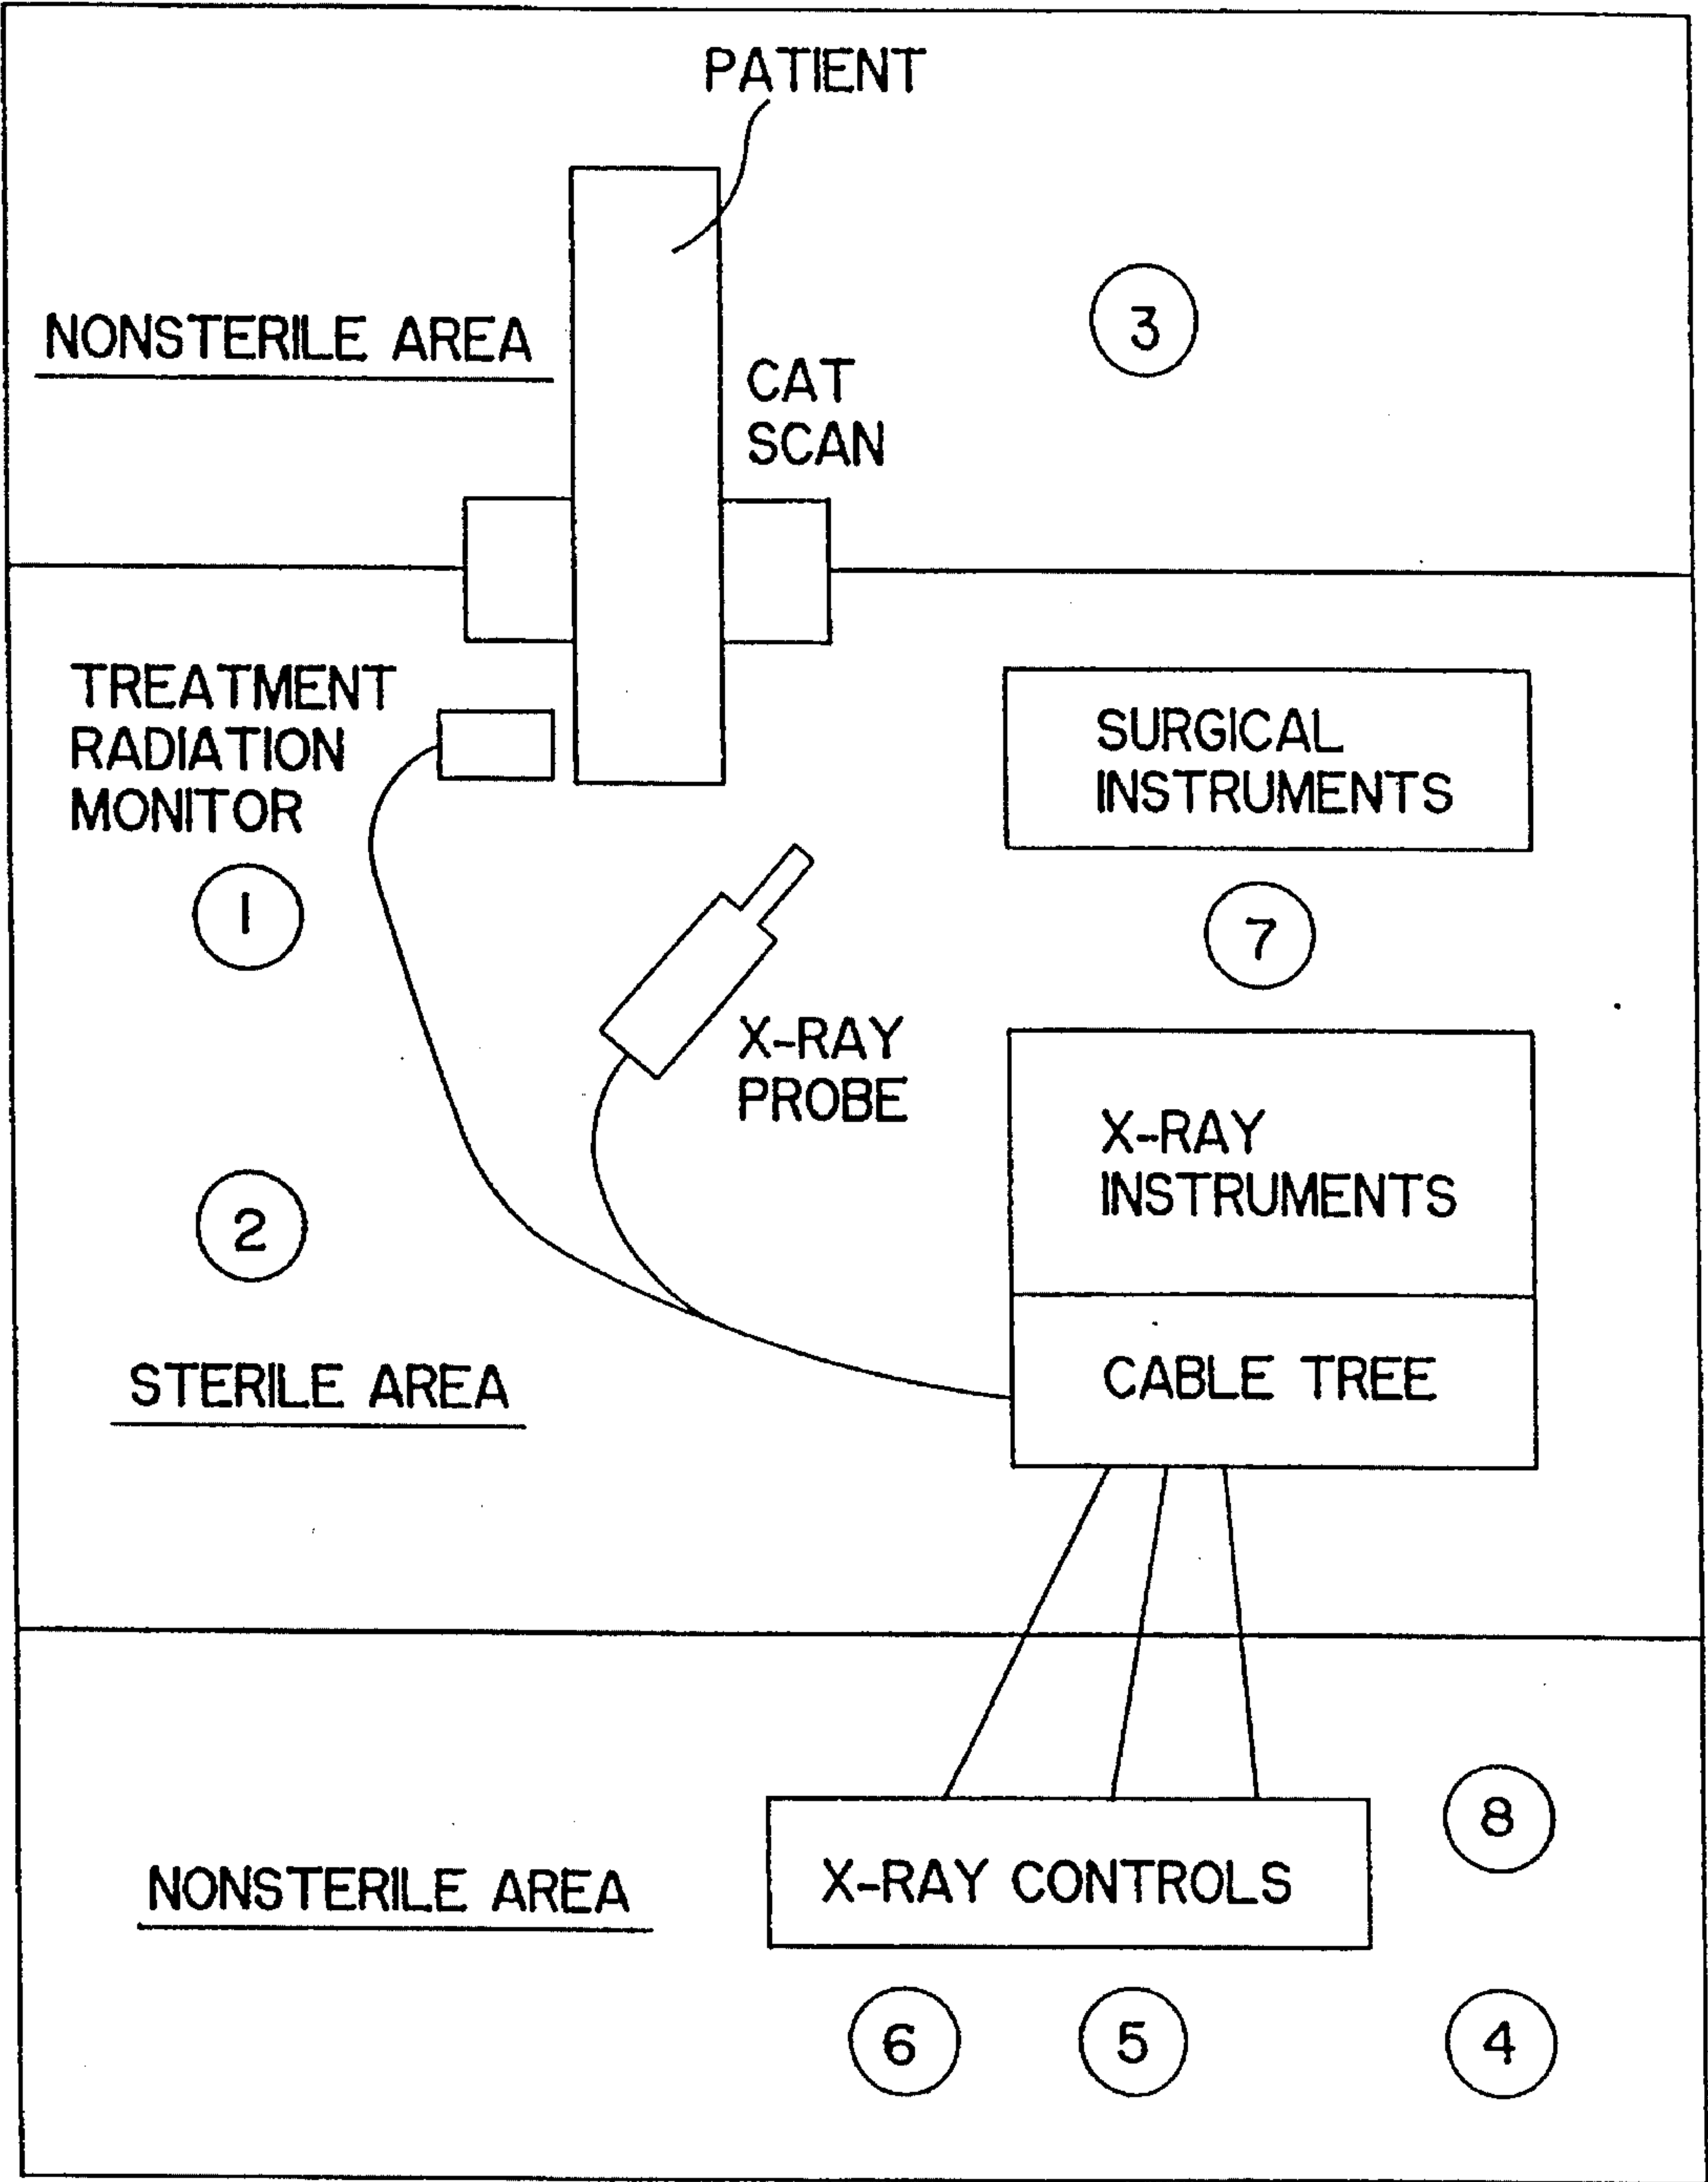 PATIENT
NONSTERILE AREA
3
CAT
SCAN
TREATMENT
RADIATION
MONITOR
SURGICAL
INSTRUMENTS
1
7
X-RAY
PROBE
X-RAY
INSTRUMENTS
2
STERILE AREA
CABLE TREE
8
NONSTERILE AREA
X-RAY CONTROLS
6
5
4